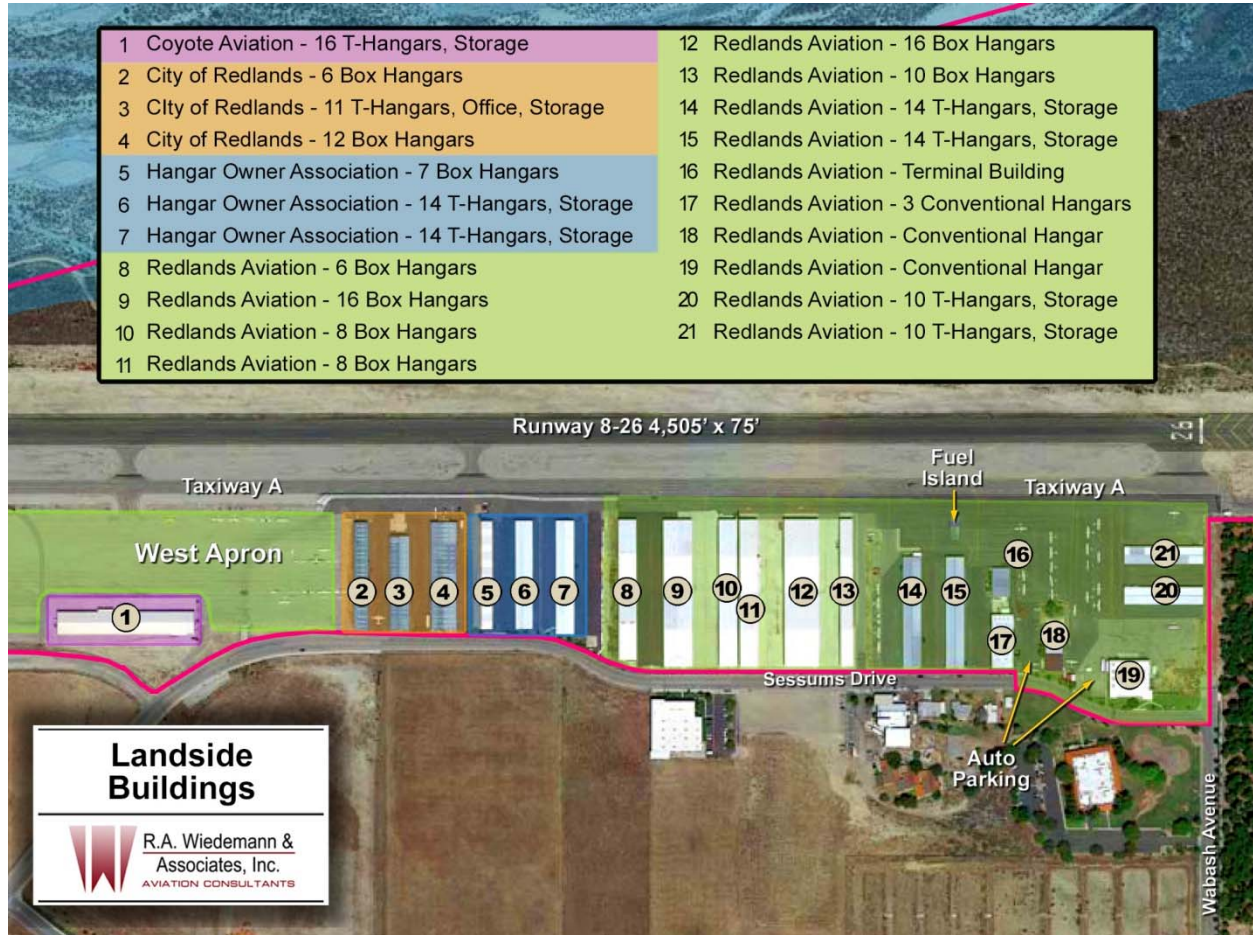 1 Coyote Aviation - 16 T-Hangars, Storage
2 City of Redlands - 6 Box Hangars
3 CIty of Redlands - 11 T-Hangars, Office, Storage
4 City of Redlands - 12 Box Hangars
5 Hangar Owner Association - 7 Box Hangars
6 Hangar Owner Association - 14 T-Hangars, Storage
7 Hangar Owner Association - 14 T-Hangars, Storage
8 Redlands Aviation - 6 Box Hangars
9 Redlands Aviation - 16 Box Hangars
10 Redlands Aviation - 8 Box Hangars
11 Redlands Aviation - 8 Box Hangars
12 Redlands Aviation - 16 Box Hangars
13 Redlands Aviation - 10 Box Hangars
14 Redlands Aviation - 14 T-Hangars, Storage
15 Redlands Aviation - 14 T-Hangars, Storage
16 Redlands Aviation - Terminal Building
17 Redlands Aviation - 3 Conventional Hangars
18 Redlands Aviation - Conventional Hangar
19 Redlands Aviation - Conventional Hangar
20 Redlands Aviation - 10 T-Hangars, Storage
21 Redlands Aviation - 10 T-Hangars, Storage
Runway 8-26 4,505' x 75'
26
Taxiway A
Fuel
Island
Taxiway A
West Apron
1
2
3
4
5
6
7
8
9
10
11
12
13
14
15
16
17
18
19
20
21
Sessums Drive
Auto
Parking
Wabash Avenue
Landside
Buildings
R.A. Wiedemann &
Associates, Inc.
AVIATION CONSULTANTS